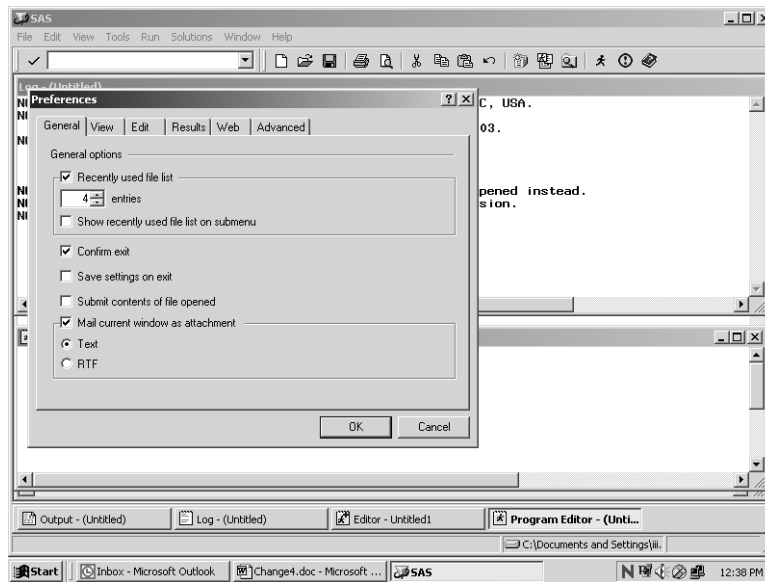 SAS
File Edit View Tools Run Solutions Window Help
Log - (Untitled)
C, USA.
03.
pened instead.
sion.
Preferences
General View Edit Results Web Advanced
General options
Recently used file list
4 entries
Show recently used file list on submenu
Confirm exit
Save settings on exit
Submit contents of file opened
Mail current window as attachment
Text
RTF
OK Cancel
Output - (Untitled) Log - (Untitled) Editor - Untitled1 Program Editor - (Unti...
C:\Documents and Settings\iii.
Start Inbox - Microsoft Outlook Change4.doc - Microsoft ... SAS 12:38 PM